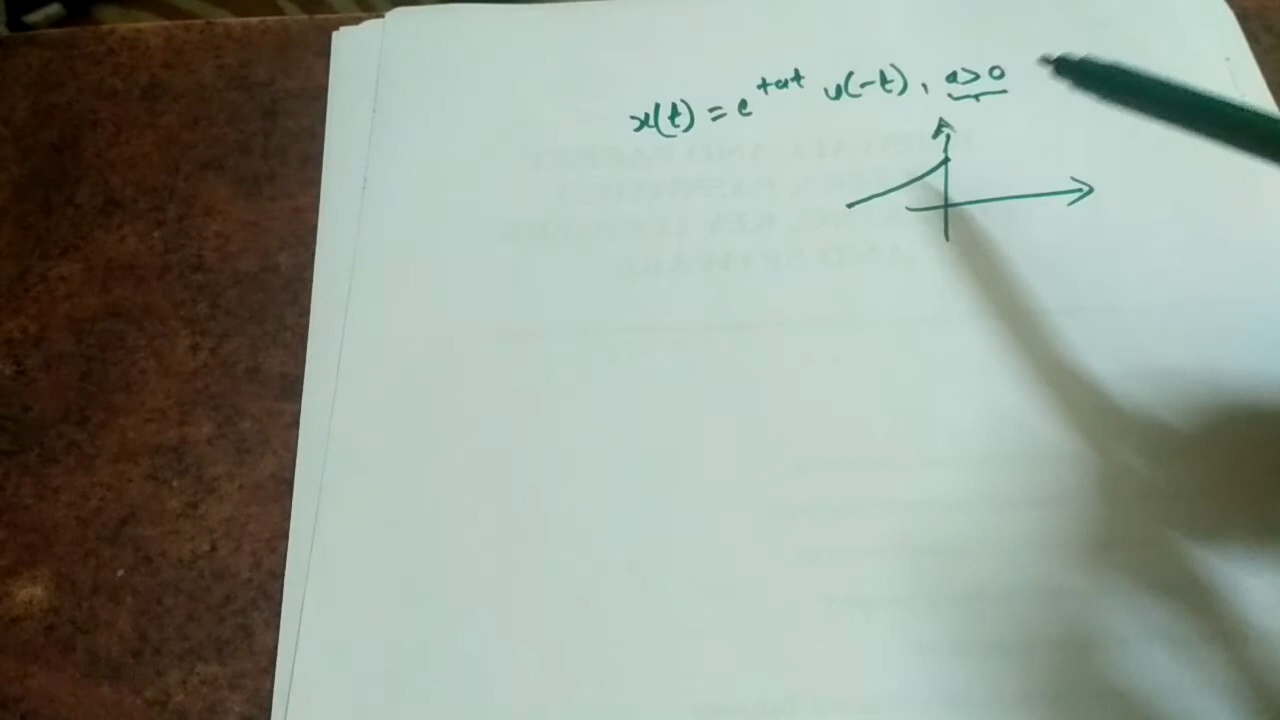 x(t) = e^{+at} u(-t), a>0